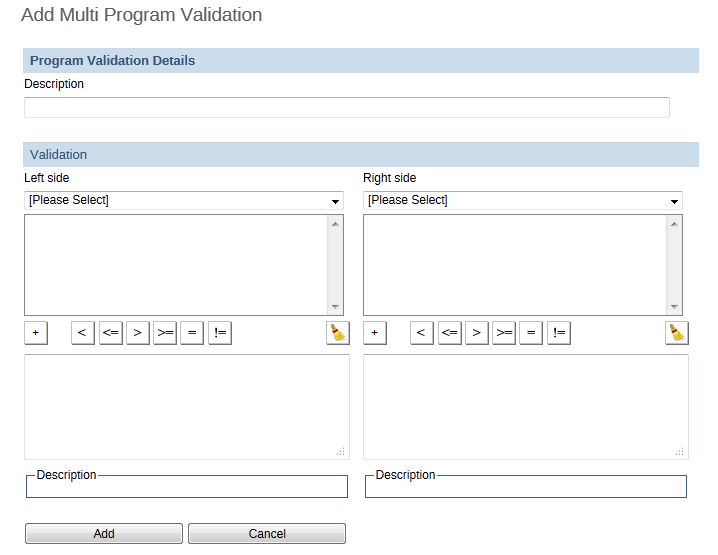 Add Multi Program Validation
Program Validation Details
Description
Validation
Left side Right side
[Please Select] [Please Select]
+ < <= > >= = != + < <= > >= = !=
Description Description
Add Cancel